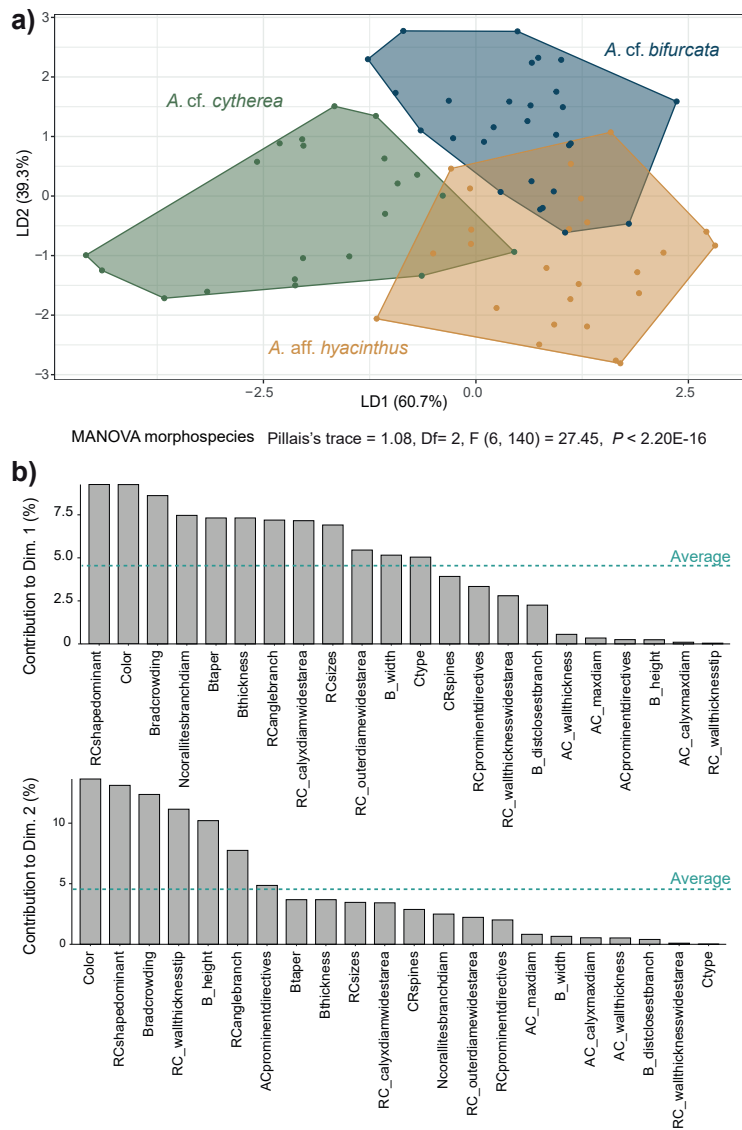 a)
3
2
1
0
−1
−2
−3
LD2 (39.3%)
A. cf. bifurcata
A. cf. cytherea
A. aff. hyacinthus
−2.5
0.0
2.5
LD1 (60.7%)
MANOVA morphospecies Pillais's trace = 1.08, Df= 2, F (6, 140) = 27.45, P < 2.20E-16
b)
Contribution to Dim. 1 (%)
7.5
5.0
2.5
0
Average
RCshapedominant
Color
Bradcrowding
Ncorallitesbranchdiam
Btaper
Bthickness
RCanglebranch
RC_calyxdiamwidestarea
RCsizes
RC_outerdiamewidestarea
B_width
Ctype
CRspines
RCprominentdirectives
RC_wallthicknesswidestarea
B_distclosestbranch
AC_wallthickness
AC_maxdiam
ACprominentdirectives
B_height
AC_calyxmaxdiam
RC_wallthicknesstip
Contribution to Dim. 2 (%)
10
5
0
Average
Color
RCshapedominant
Bradcrowding
RC_wallthicknesstip
B_height
RCanglebranch
ACprominentdirectives
Btaper
Bthickness
RCsizes
RC_calyxdiamwidestarea
CRspines
Ncorallitesbranchdiam
RC_outerdiamewidestarea
RCprominentdirectives
AC_maxdiam
B_width
AC_calyxmaxdiam
AC_wallthickness
B_distclosestbranch
RC_wallthicknesswidestarea
Ctype